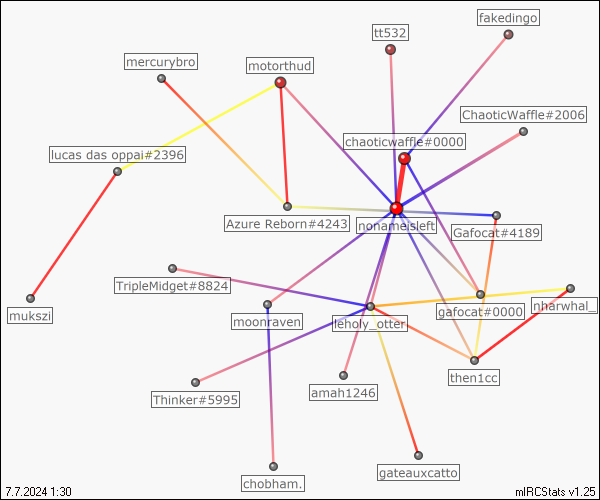 fakedingo
tt532
mercurybro
motorthud
ChaoticWaffle#2006
chaoticwaffle#0000
lucas das oppai#2396
Azure Reborn#4243
nonameisleft
Gafocat#4189
TripleMidget#8824
mukszi
moonraven
leholy_otter
gafocat#0000
nharwhal_
then1cc
Thinker#5995
amah1246
gateauxcatto
chobham.
7.7.2024 1:30
mIRCStats v1.25